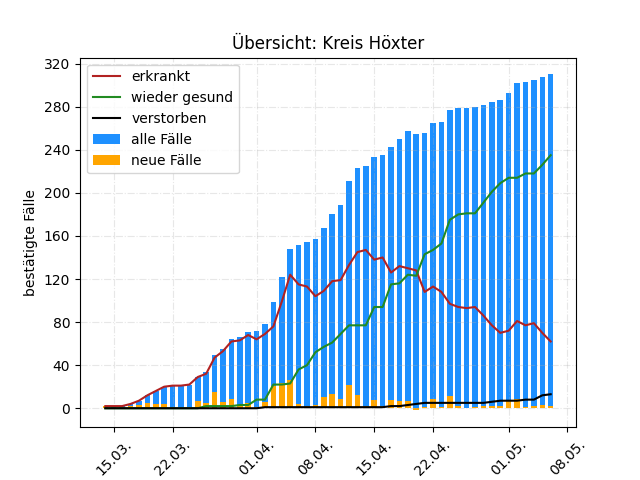 Übersicht: Kreis Höxter
erkrankt
wieder gesund
verstorben
alle Fälle
neue Fälle
bestätigte Fälle
320
280
240
200
160
120
80
40
0
15.03.
22.03.
01.04.
08.04.
15.04.
22.04.
01.05.
08.05.